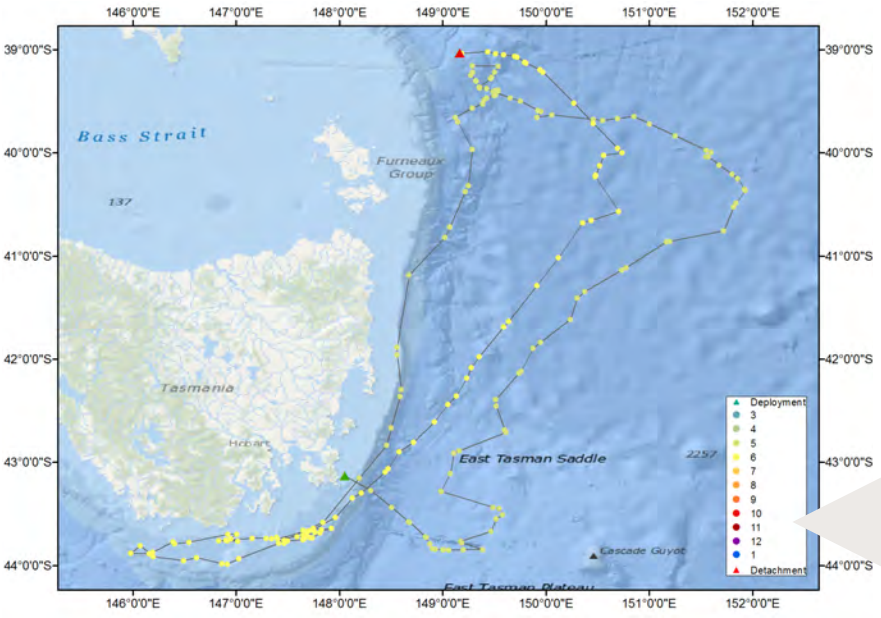 146°0'0"E 147°0'0"E 148°0'0"E 149°0'0"E 150°0'0"E 151°0'0"E 152°0'0"E
39°0'0"S 39°0'0"S
Bass Strait
40°0'0"S 40°0'0"S
Furneaux
Group
137
41°0'0"S 41°0'0"S
42°0'0"S 42°0'0"S
Tasmania
Deployment
3
4
5
6
7
8
9
10
11
12
1
Detachment
Hobart
43°0'0"S 43°0'0"S
East Tasman Saddle
2257
Cascade Guyot
44°0'0"S 44°0'0"S
East Tasman Plateau
146°0'0"E 147°0'0"E 148°0'0"E 149°0'0"E 150°0'0"E 151°0'0"E 152°0'0"E